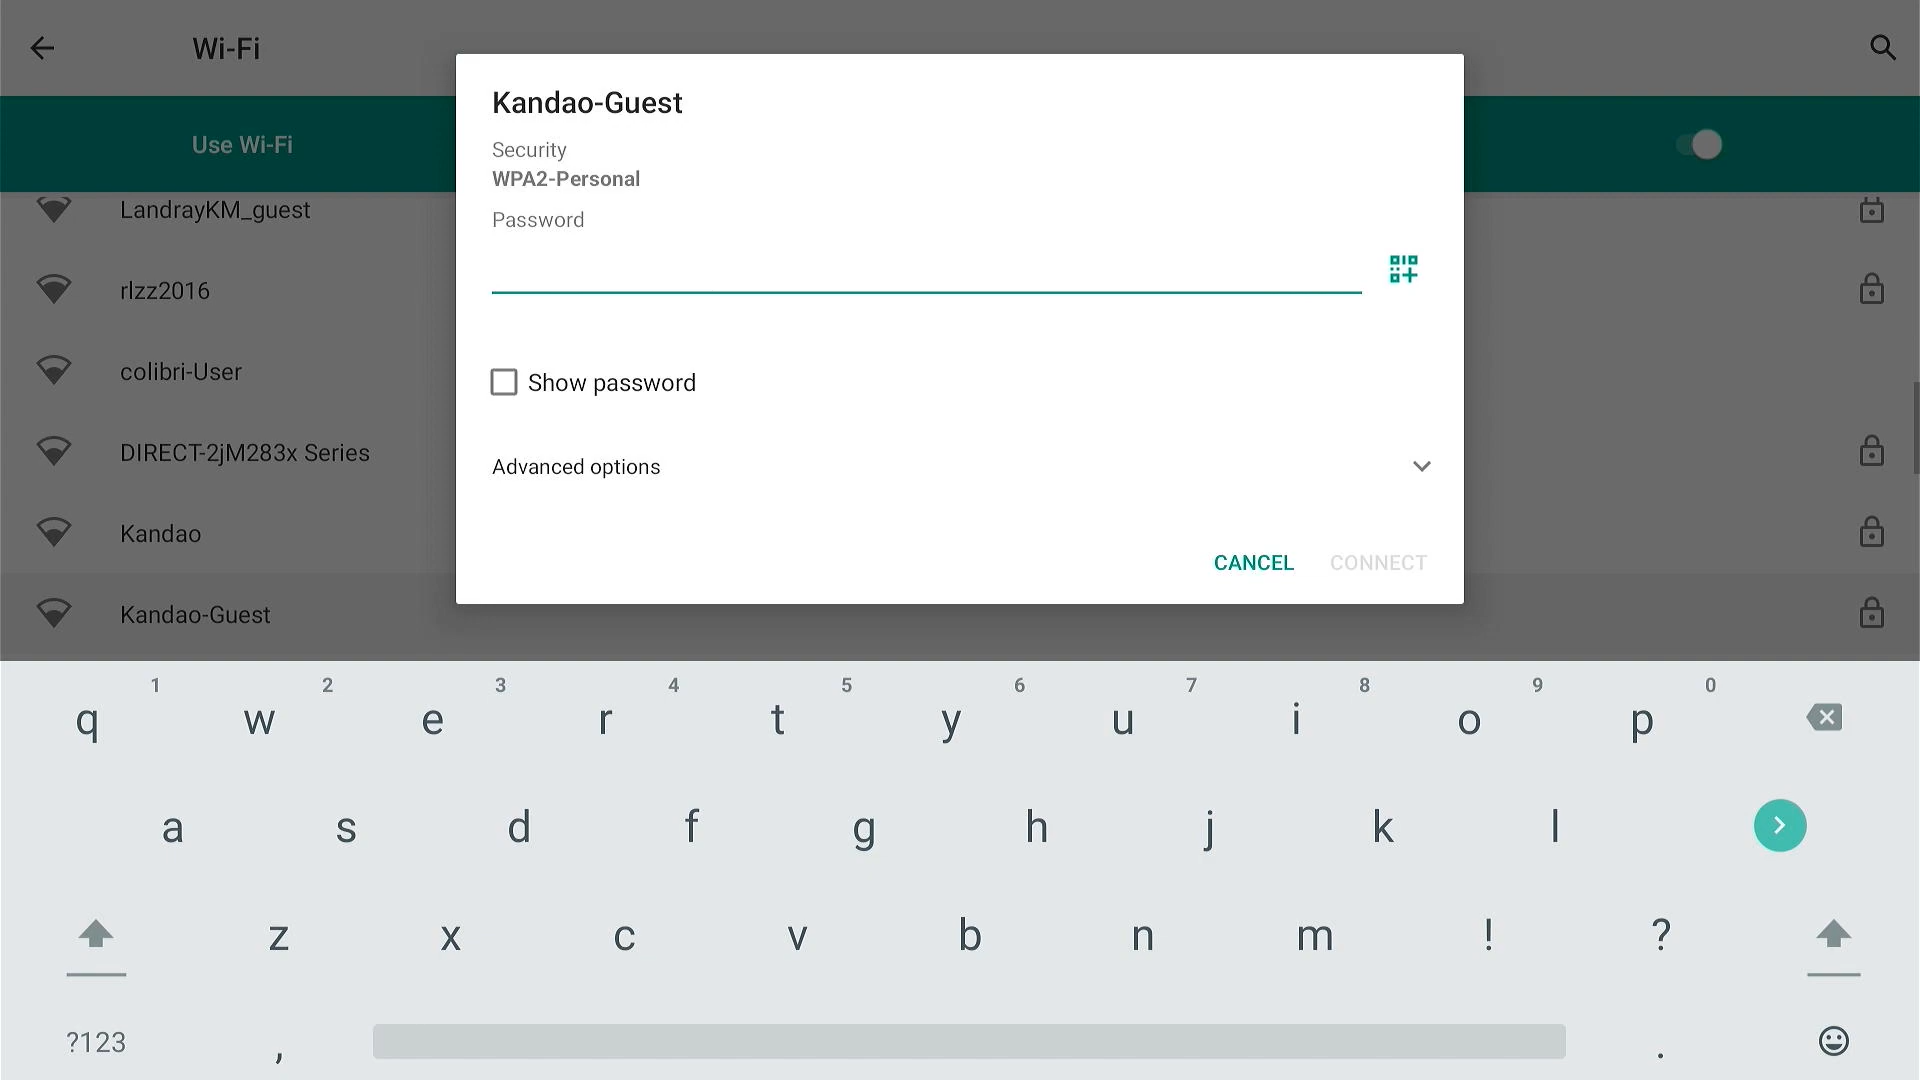 Wi-Fi
Use Wi-Fi
LandrayKM_guest
rlzz2016
colibri-User
DIRECT-2jM283x Series
Kandao
Kandao-Guest
Kandao-Guest
Security
WPA2-Personal
Password
Show password
Advanced options
CANCEL CONNECT
1 2 3 4 5 6 7 8 9 0
q w e r t y u i o p
a s d f g h j k l
z x c v b n m ! ?
?123 , .